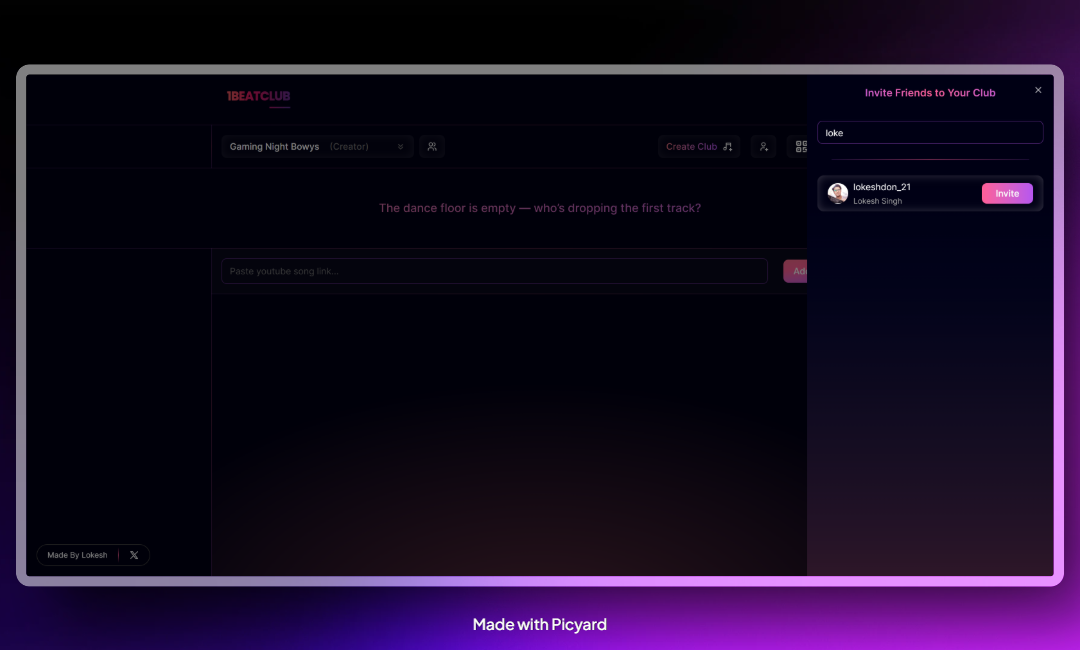 1BEATCLUB
Gaming Night Bowys (Creator)
Create Club
The dance floor is empty — who's dropping the first track?
Paste youtube song link...
Add
Invite Friends to Your Club
loke
lokeshdon_21
Lokesh Singh
Invite
Made By Lokesh
Made with Picyard